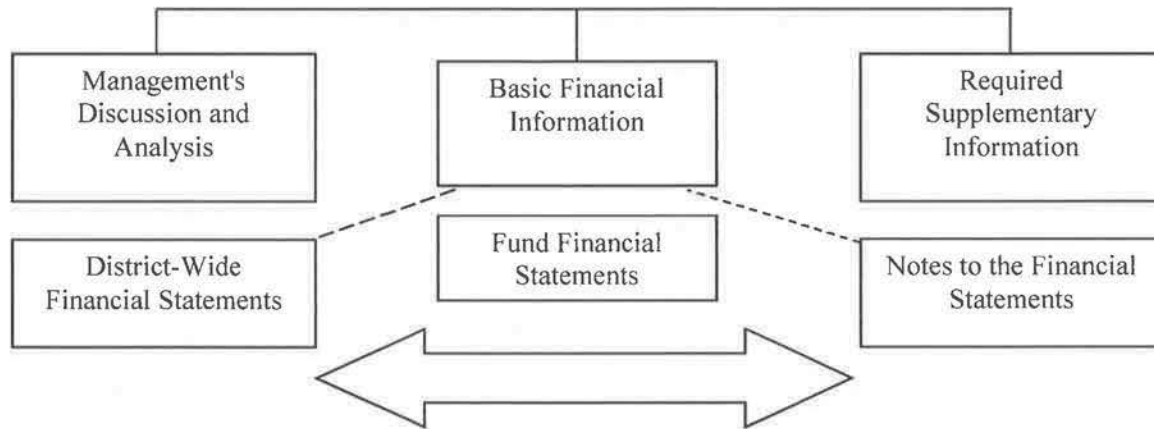 Management's
Discussion and
Analysis
Basic Financial
Information
Required
Supplementary
Information
District-Wide
Financial Statements
Fund Financial
Statements
Notes to the Financial
Statements